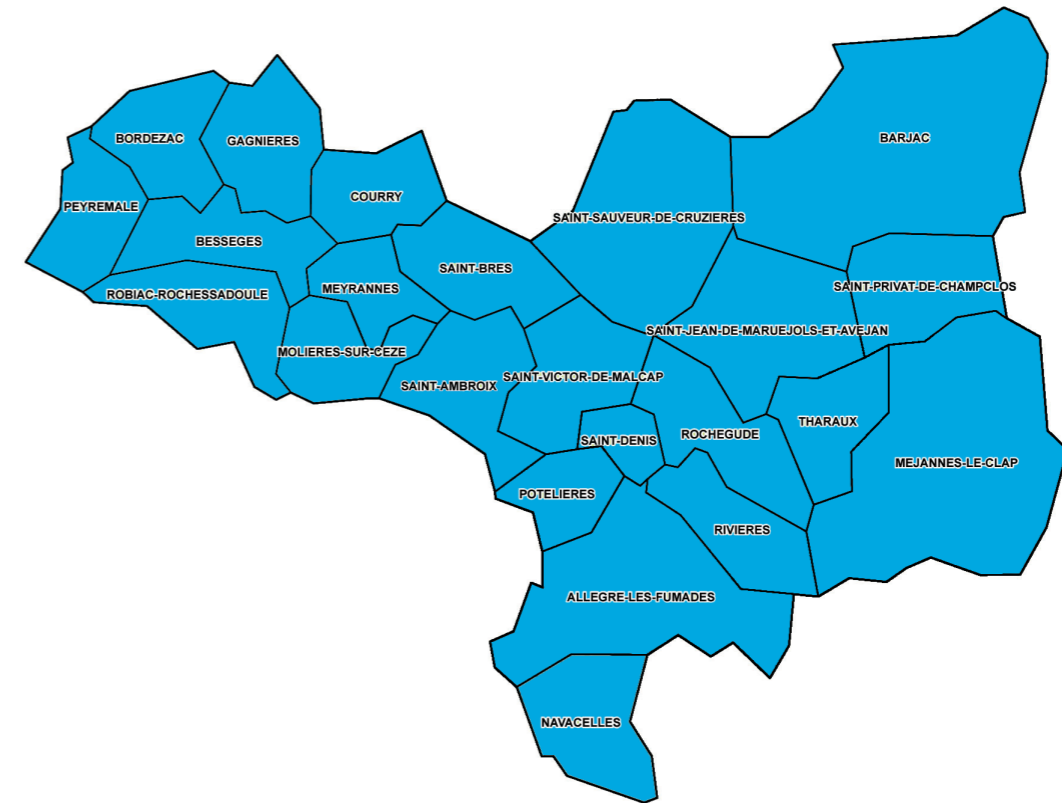 BORDEZAC
GAGNIERES
BARJAC
COURRY
PEYREMALE
SAINT-SAUVEUR-DE-CRUZIERES
BESSEGES
SAINT-BRES
SAINT-PRIVAT-DE-CHAMPCLOS
MEYRANNES
ROBIAC-ROCHESSADOULE
SAINT-JEAN-DE-MARUEJOLS-ET-AVEJAN
MOLIERES-SUR-CEZE
SAINT-VICTOR-DE-MALCAP
SAINT-AMBROIX
THARAUX
ROCHEGUDE
SAINT-DENIS
MEJANNES-LE-CLAP
POTELIERES
RIVIERES
ALLEGRE-LES-FUMADES
NAVACELLES